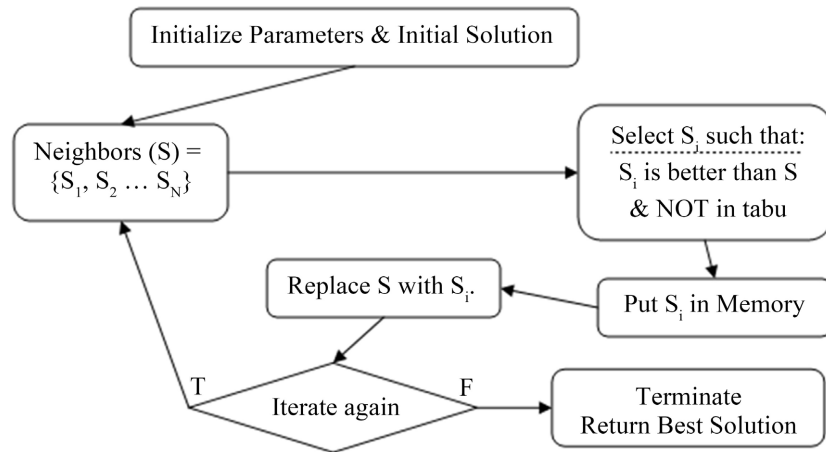 Initialize Parameters & Initial Solution
Neighbors (S) =
{S₁, S₂ … S_N}
Select Sᵢ such that:
Sᵢ is better than S
& NOT in tabu
Put Sᵢ in Memory
Replace S with Sᵢ.
Iterate again
T
F
Terminate
Return Best Solution